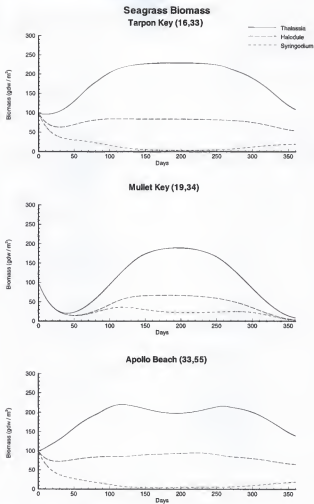 Seagrass Biomass
Tarpon Key (16,33)
Thalassia
Halodule
Syringodium
Biomass (gdw / m²)
300
250
200
150
100
50
0
0 50 100 150 200 250 300 350
Days
Mullet Key (19,34)
Biomass (gdw / m²)
300
250
200
150
100
50
0
0 50 100 150 200 250 300 350
Days
Apollo Beach (33,55)
Biomass (gdw / m²)
300
250
200
150
100
50
0
0 50 100 150 200 250 300 350
Days